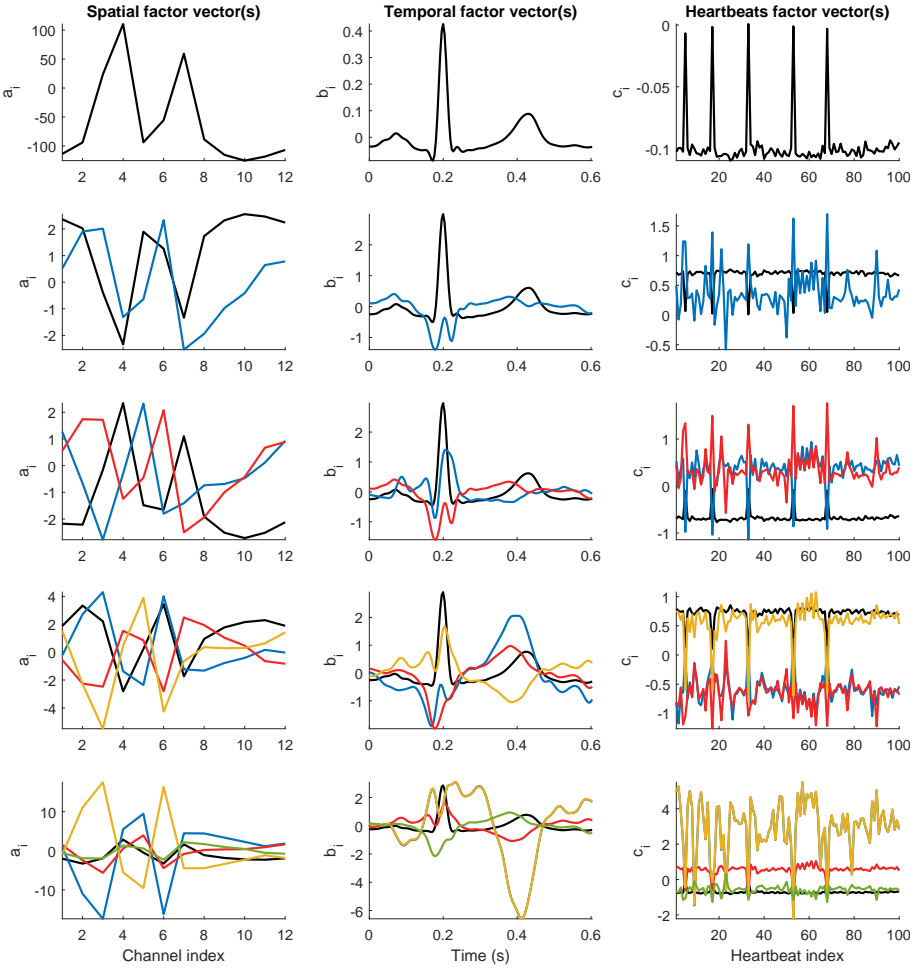 Spatial factor vector(s)
Temporal factor vector(s)
Heartbeats factor vector(s)
a_i
100
50
0
-50
-100
2 4 6 8 10 12
b_i
0.4
0.3
0.2
0.1
0
0 0.2 0.4 0.6
c_i
0
-0.05
-0.1
20 40 60 80 100
a_i
2
1
0
-1
-2
2 4 6 8 10 12
b_i
2
1
0
-1
0 0.2 0.4 0.6
c_i
1.5
1
0.5
0
-0.5
20 40 60 80 100
a_i
2
1
0
-1
-2
2 4 6 8 10 12
b_i
2
1
0
-1
0 0.2 0.4 0.6
c_i
1
0
-1
20 40 60 80 100
a_i
4
2
0
-2
-4
2 4 6 8 10 12
b_i
2
1
0
-1
0 0.2 0.4 0.6
c_i
1
0.5
0
-0.5
-1
20 40 60 80 100
a_i
10
0
-10
2 4 6 8 10 12
Channel index
b_i
2
0
-2
-4
-6
0 0.2 0.4 0.6
Time (s)
c_i
4
2
0
-2
20 40 60 80 100
Heartbeat index